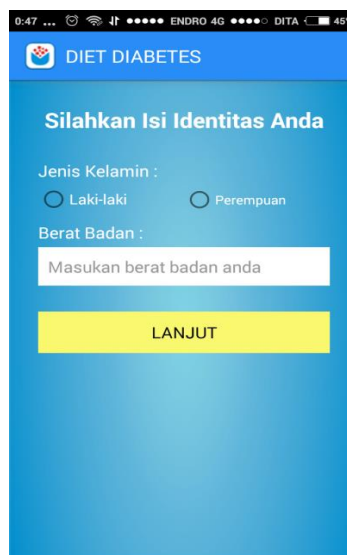 0:47 ... ENDRO 4G DITA 45%
DIET DIABETES
Silahkan Isi Identitas Anda
Jenis Kelamin :
Laki-laki Perempuan
Berat Badan :
Masukan berat badan anda
LANJUT